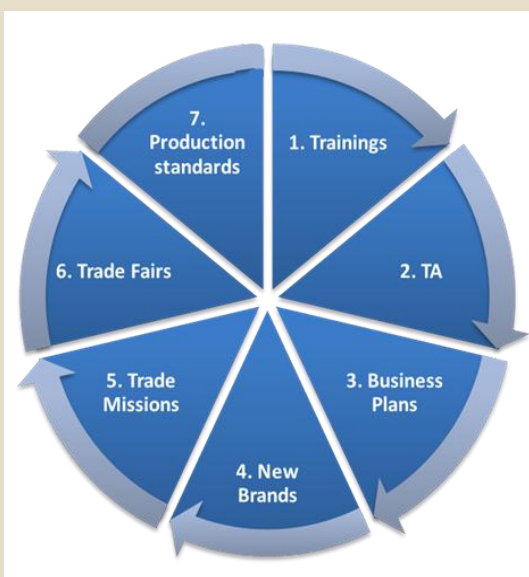 1. Trainings
2. TA
3. Business
Plans
4. New
Brands
5. Trade
Missions
6. Trade Fairs
7.
Production
standards